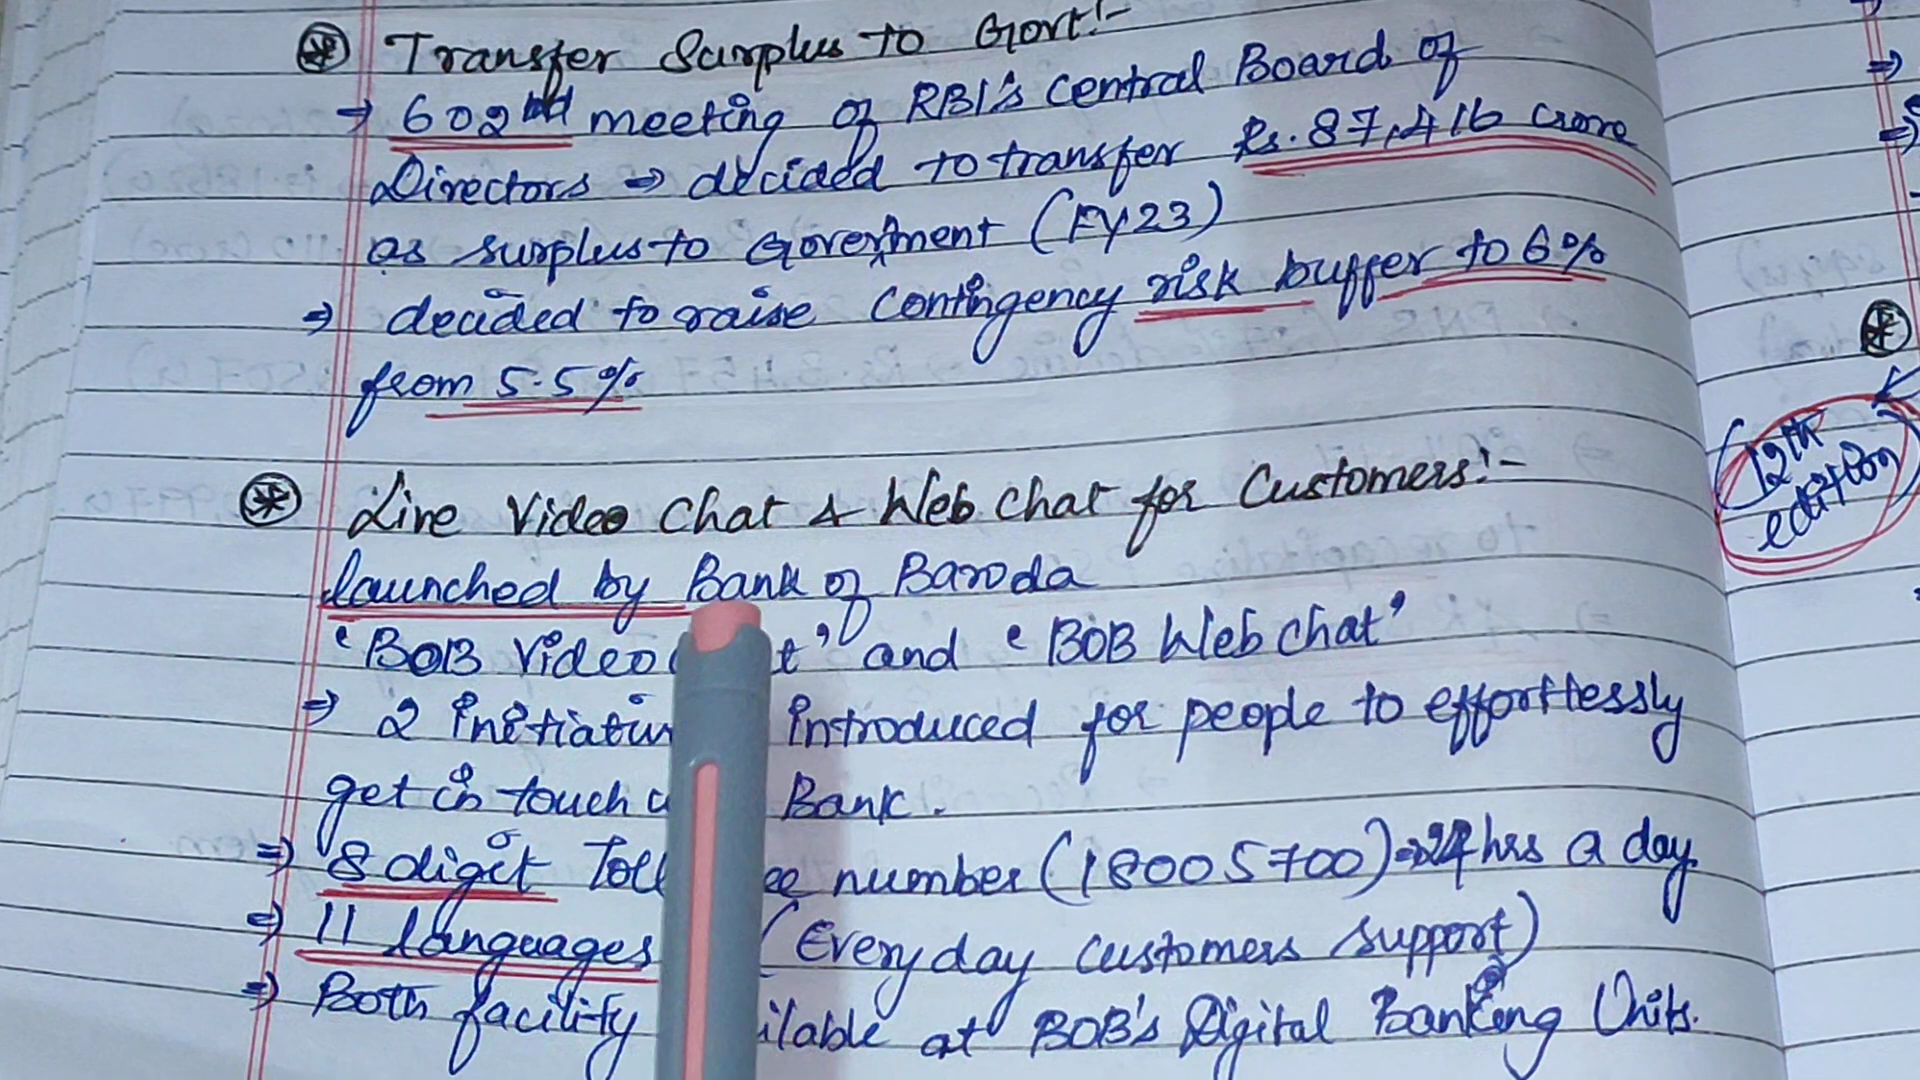 Transfer Surplus to Govt:-
→ 602nd meeting of RBI's Central Board of
Directors → decided to transfer Rs. 87,416 crore
as surplus to Government (FY23)
⇒ decided to raise Contingency risk buffer to 6%
from 5.5%
Live Video Chat & Web chat for Customers:-
launched by Bank of Baroda
'BOB Video and 'BOB Web chat'
⇒ 2 introduced for people to effortlessly
get in touch Bank.
⇒ 8 digit number (18005700) ⇒ 24 hrs a day.
⇒ 11 languages (Everyday customers support)
⇒ Both facility at BOB's Digital Banking Units.
12th
edition